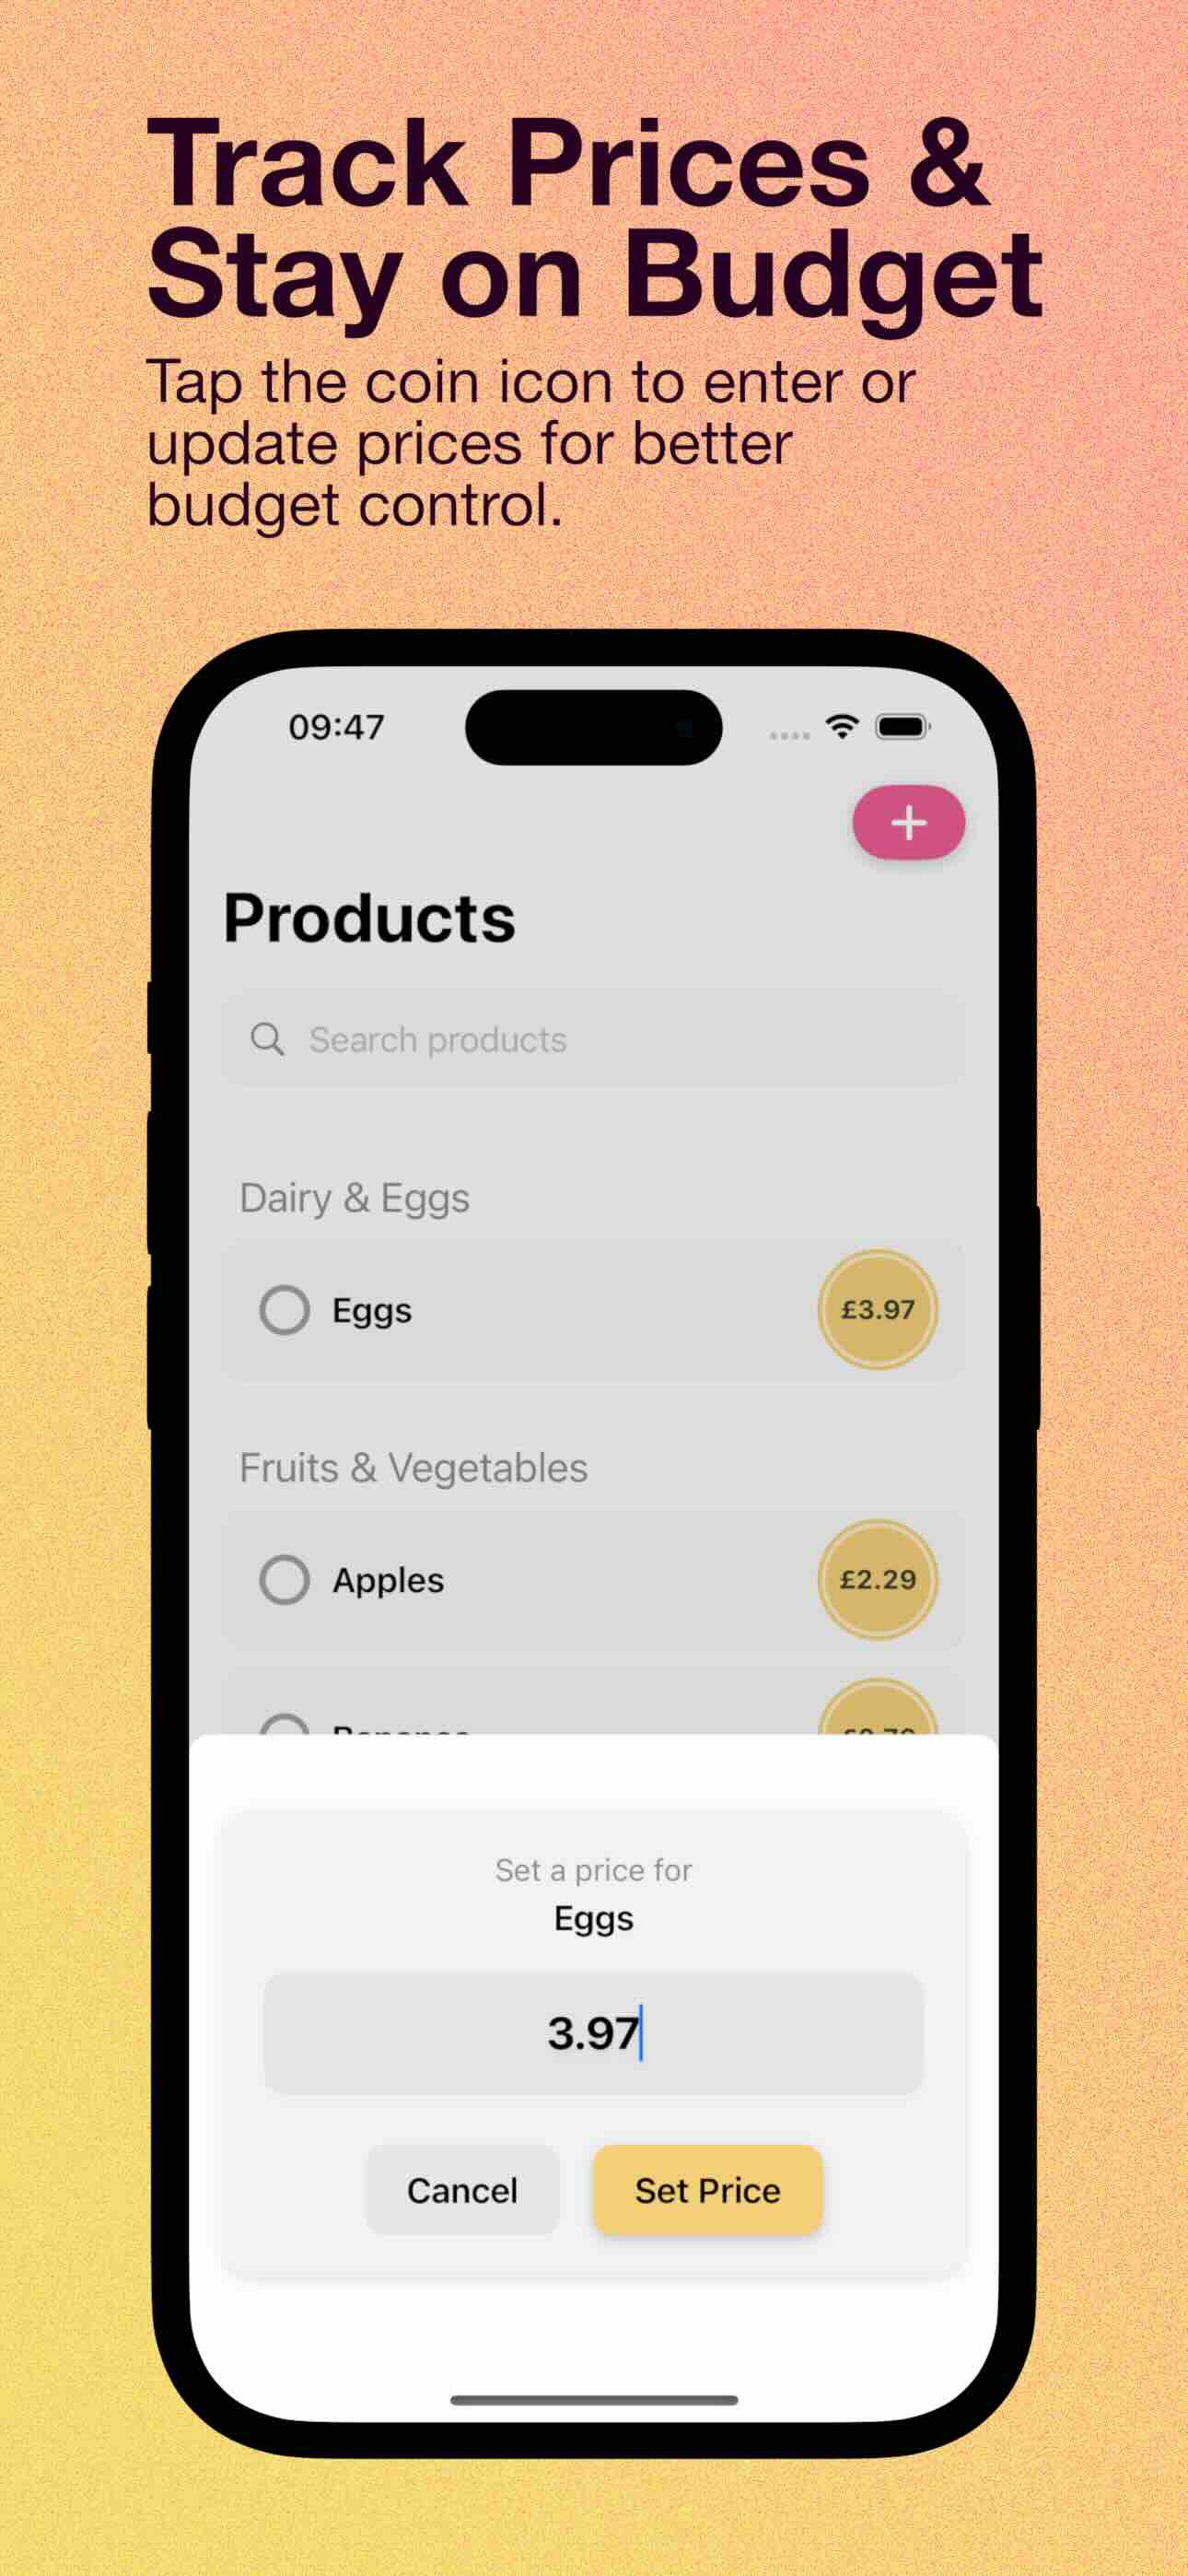 Track Prices &
Stay on Budget
Tap the coin icon to enter or
update prices for better
budget control.
09:47
Products
Search products
Dairy & Eggs
Eggs
£3.97
Fruits & Vegetables
Apples
£2.29
Set a price for
Eggs
3.97
Cancel
Set Price